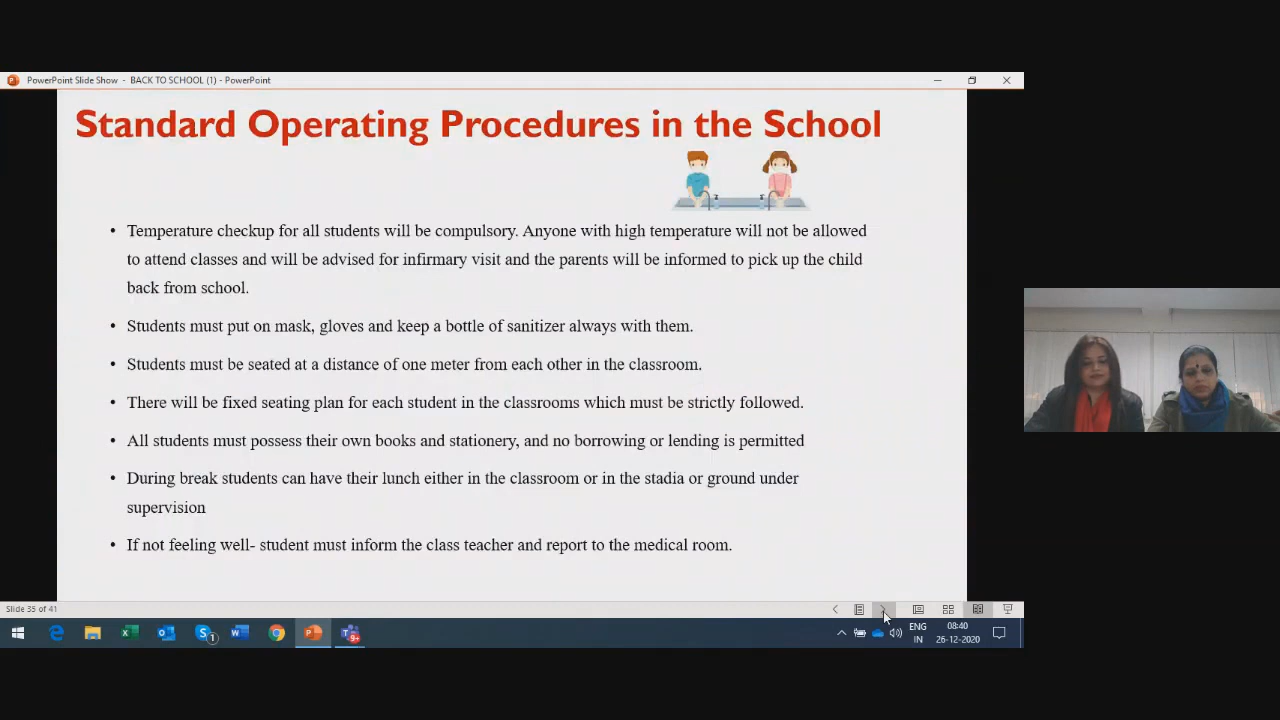 PowerPoint Slide Show - BACK TO SCHOOL (1) - PowerPoint
Standard Operating Procedures in the School
• Temperature checkup for all students will be compulsory. Anyone with high temperature will not be allowed
to attend classes and will be advised for infirmary visit and the parents will be informed to pick up the child
back from school.
• Students must put on mask, gloves and keep a bottle of sanitizer always with them.
• Students must be seated at a distance of one meter from each other in the classroom.
• There will be fixed seating plan for each student in the classrooms which must be strictly followed.
• All students must possess their own books and stationery, and no borrowing or lending is permitted
• During break students can have their lunch either in the classroom or in the stadia or ground under
supervision
• If not feeling well- student must inform the class teacher and report to the medical room.
Slide 35 of 41
1
9+
ENG
IN
08:40
26-12-2020